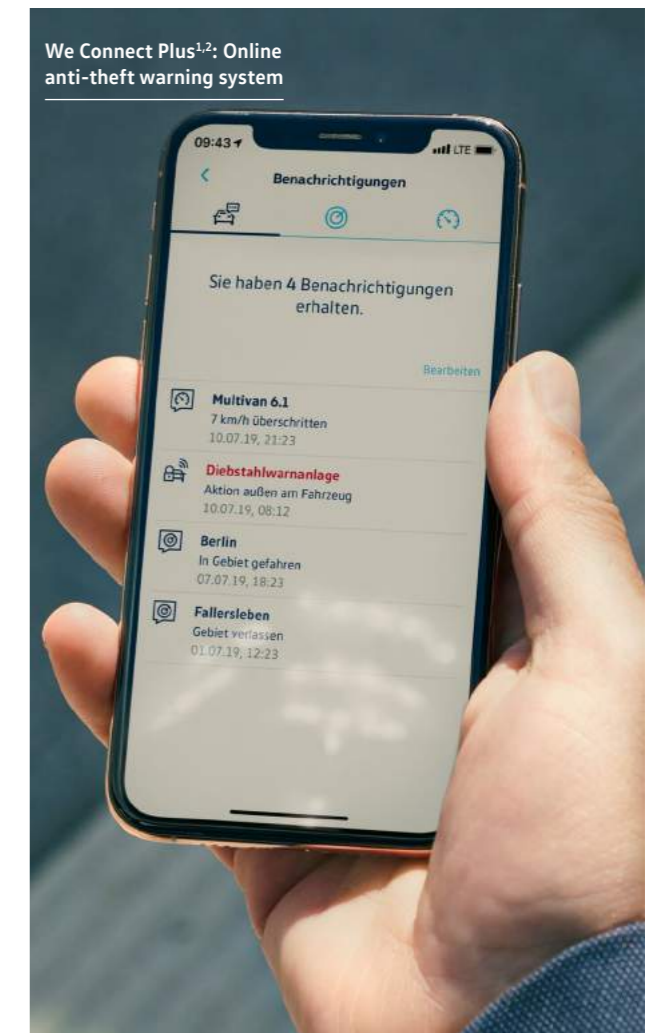 We Connect Plus1,2: Online
anti-theft warning system
09:43
LTE
Benachrichtigungen
Sie haben 4 Benachrichtigungen
erhalten.
Bearbeiten
Multivan 6.1
7 km/h überschritten
10.07.19, 21:23
Diebstahlwarnanlage
Aktion außen am Fahrzeug
10.07.19, 08:12
Berlin
In Gebiet gefahren
07.07.19, 18:23
Fallersleben
Gebiet verlassen
01.07.19, 12:23